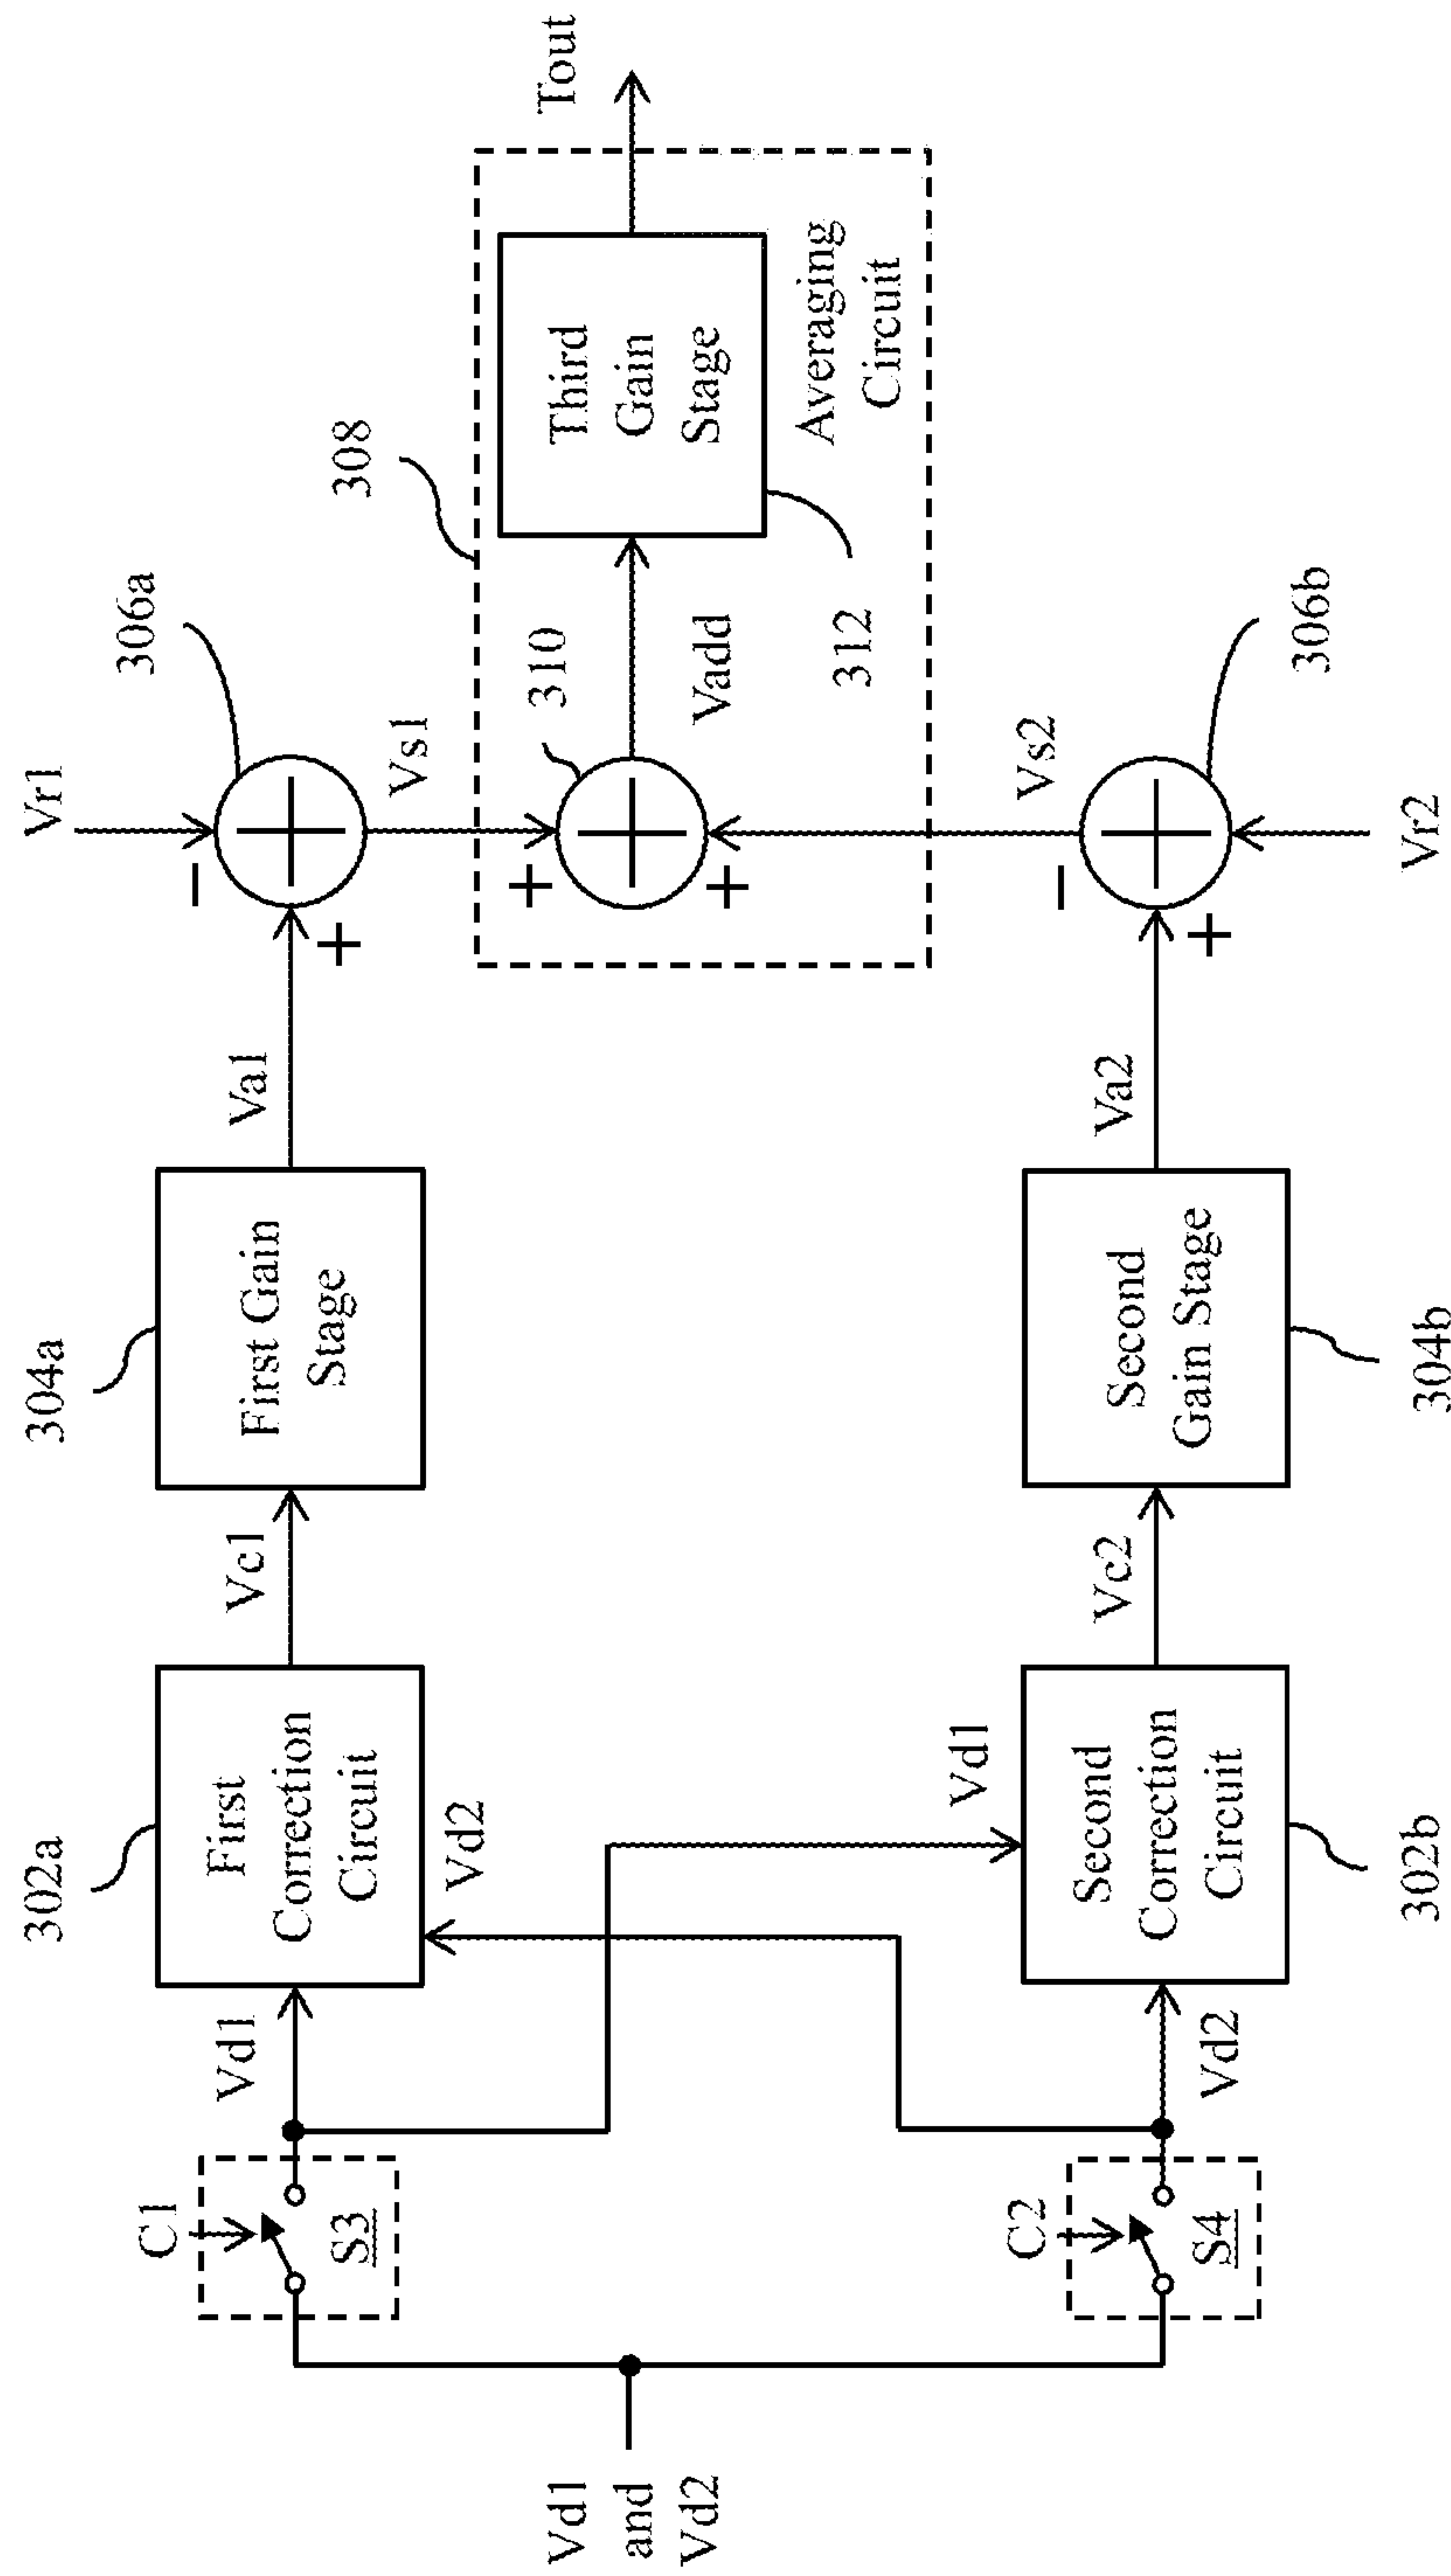 Vd1
and
Vd2
C1
S3
C2
S4
Vd1
Vd2
302a
First
Correction
Circuit
Vd2
Vd1
Second
Correction
Circuit
302b
Vc1
Vc2
304a
First Gain
Stage
Second
Gain Stage
304b
Va1
Va2
Vr1
−
+
306a
Vs1
+
+
310
Vadd
Vs2
−
+
Vr2
306b
308
Third
Gain
Stage
312
Averaging
Circuit
Tout